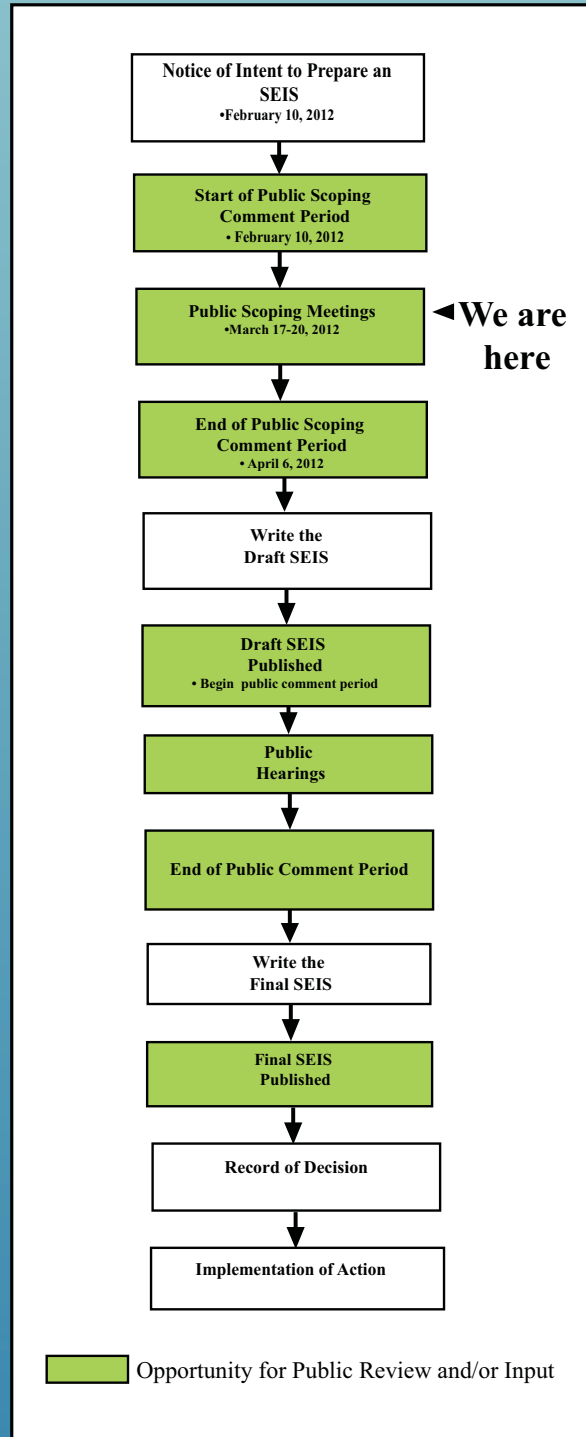 Notice of Intent to Prepare an
SEIS
•February 10, 2012
Start of Public Scoping
Comment Period
• February 10, 2012
Public Scoping Meetings
•March 17-20, 2012
We are
here
End of Public Scoping
Comment Period
• April 6, 2012
Write the
Draft SEIS
Draft SEIS
Published
• Begin public comment period
Public
Hearings
End of Public Comment Period
Write the
Final SEIS
Final SEIS
Published
Record of Decision
Implementation of Action
Opportunity for Public Review and/or Input